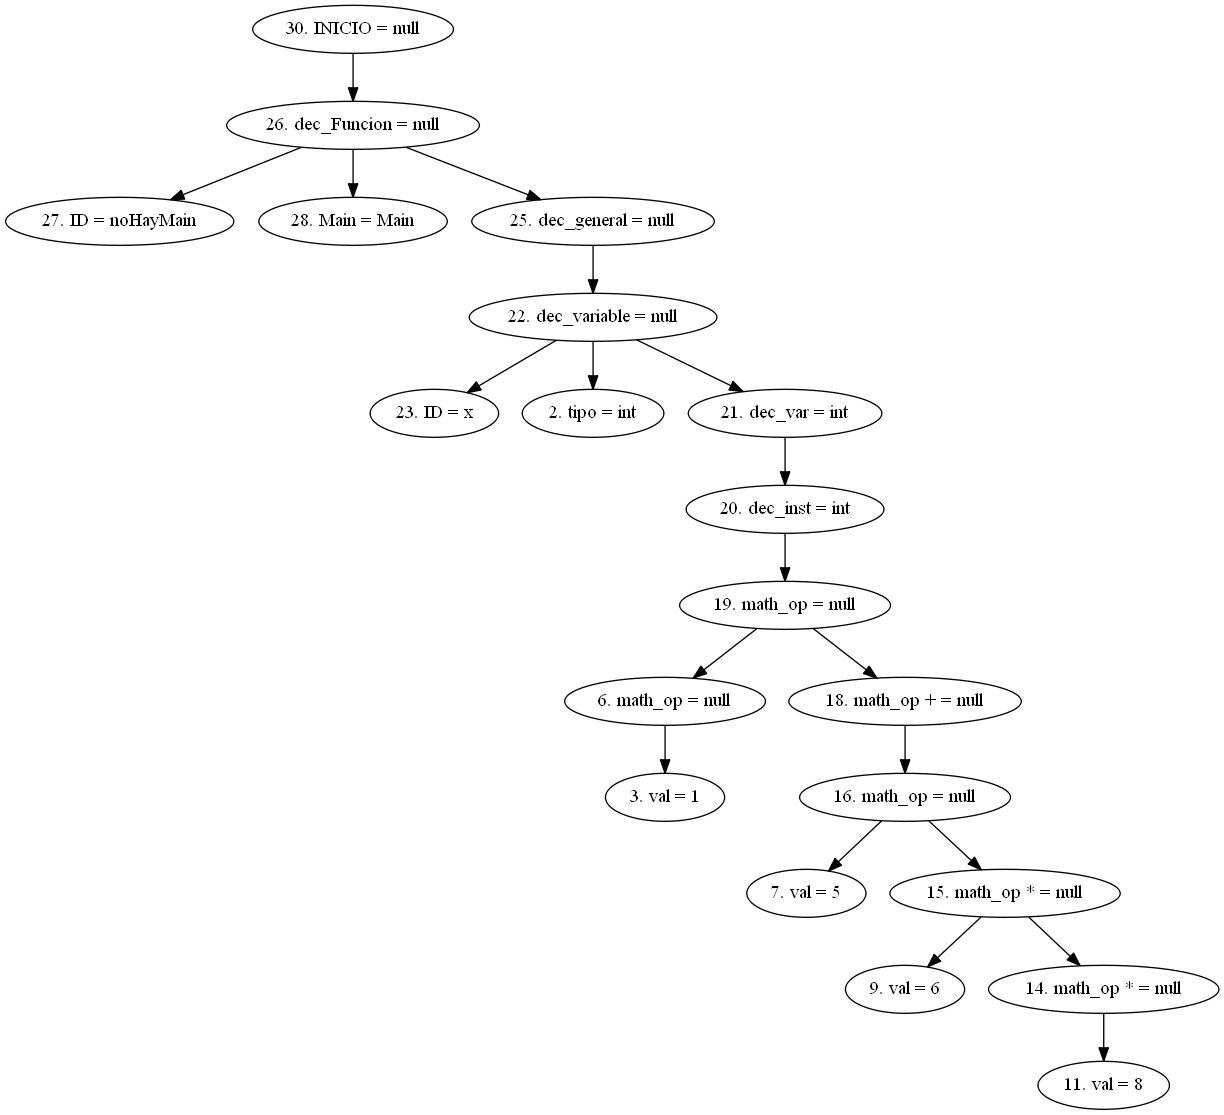 30. INICIO = null
26. dec_Funcion = null
27. ID = noHayMain
28. Main = Main
25. dec_general = null
22. dec_variable = null
23. ID = x
2. tipo = int
21. dec_var = int
20. dec_inst = int
19. math_op = null
6. math_op = null
18. math_op + = null
3. val = 1
16. math_op = null
7. val = 5
15. math_op * = null
9. val = 6
14. math_op * = null
11. val = 8